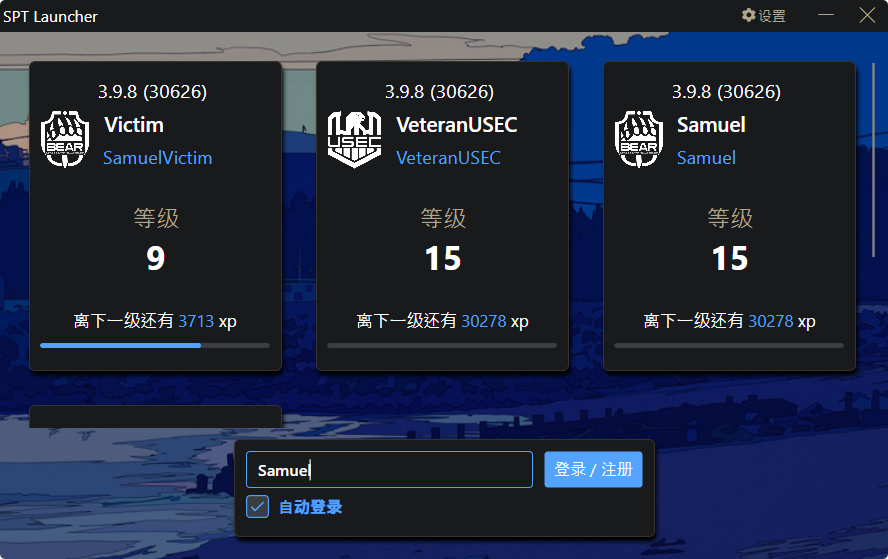 SPT Launcher
设置
3.9.8 (30626)
Victim
BEAR
SamuelVictim
等级
9
离下一级还有 3713 xp
3.9.8 (30626)
VeteranUSEC
USEC
VeteranUSEC
等级
15
离下一级还有 30278 xp
3.9.8 (30626)
Samuel
BEAR
Samuel
等级
15
离下一级还有 30278 xp
Samuel
登录 / 注册
自动登录